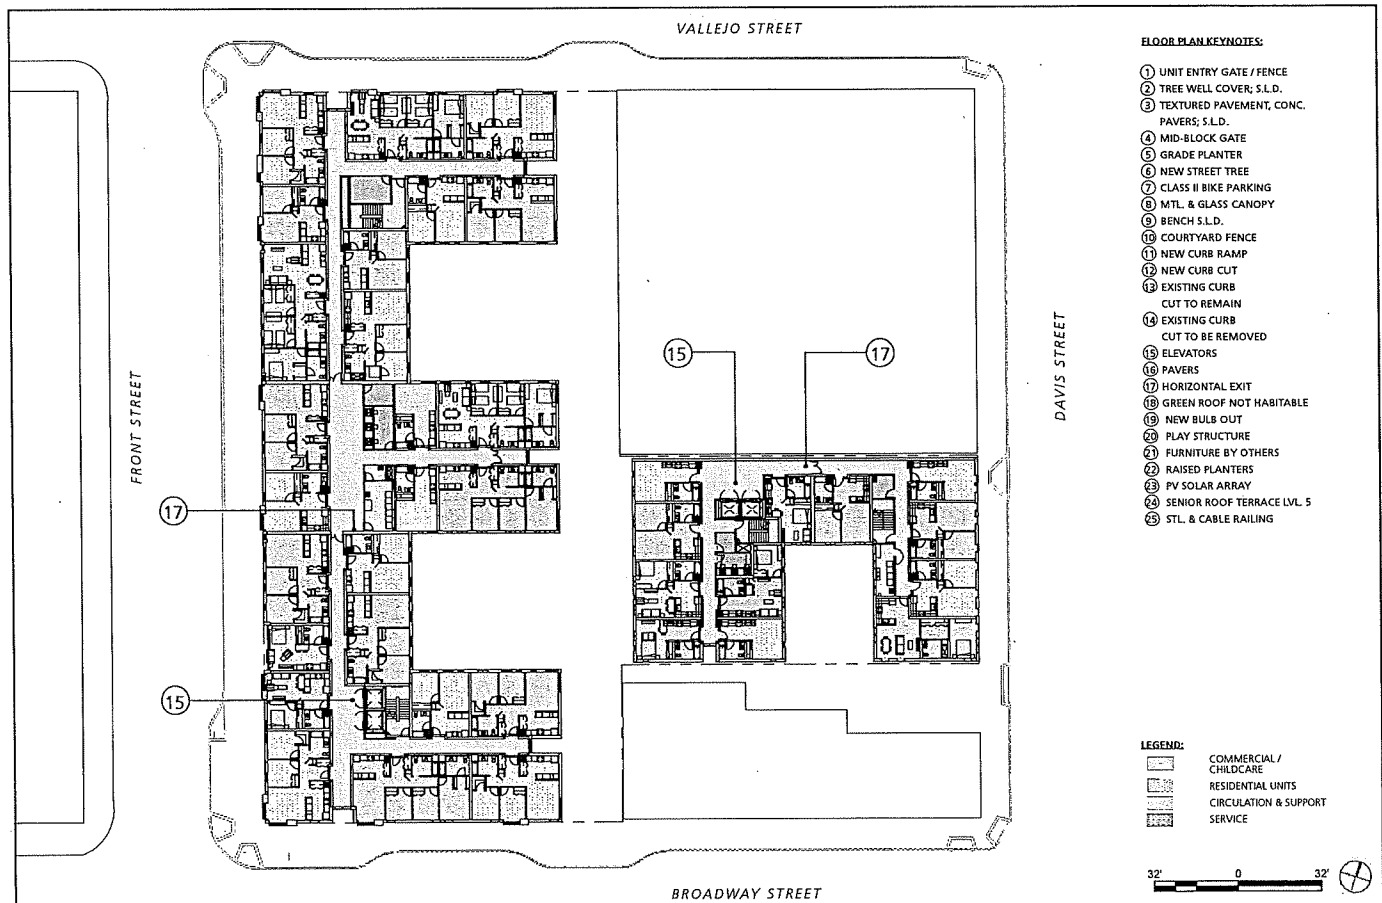 VALLEJO STREET
FLOOR PLAN KEYNOTES:
1 UNIT ENTRY GATE / FENCE
2 TREE WELL COVER; S.L.D.
3 TEXTURED PAVEMENT, CONC.
PAVERS; S.L.D.
4 MID-BLOCK GATE
5 GRADE PLANTER
6 NEW STREET TREE
7 CLASS II BIKE PARKING
8 MTL. & GLASS CANOPY
9 BENCH S.L.D.
10 COURTYARD FENCE
11 NEW CURB RAMP
12 NEW CURB CUT
13 EXISTING CURB
CUT TO REMAIN
14 EXISTING CURB
CUT TO BE REMOVED
15 ELEVATORS
16 PAVERS
17 HORIZONTAL EXIT
18 GREEN ROOF NOT HABITABLE
19 NEW BULB OUT
20 PLAY STRUCTURE
21 FURNITURE BY OTHERS
22 RAISED PLANTERS
23 PV SOLAR ARRAY
24 SENIOR ROOF TERRACE LVL. 5
25 STL. & CABLE RAILING
15
17
FRONT STREET
DAVIS STREET
17
15
LEGEND:
COMMERCIAL /
CHILDCARE
RESIDENTIAL UNITS
CIRCULATION & SUPPORT
SERVICE
32' 0 32'
BROADWAY STREET